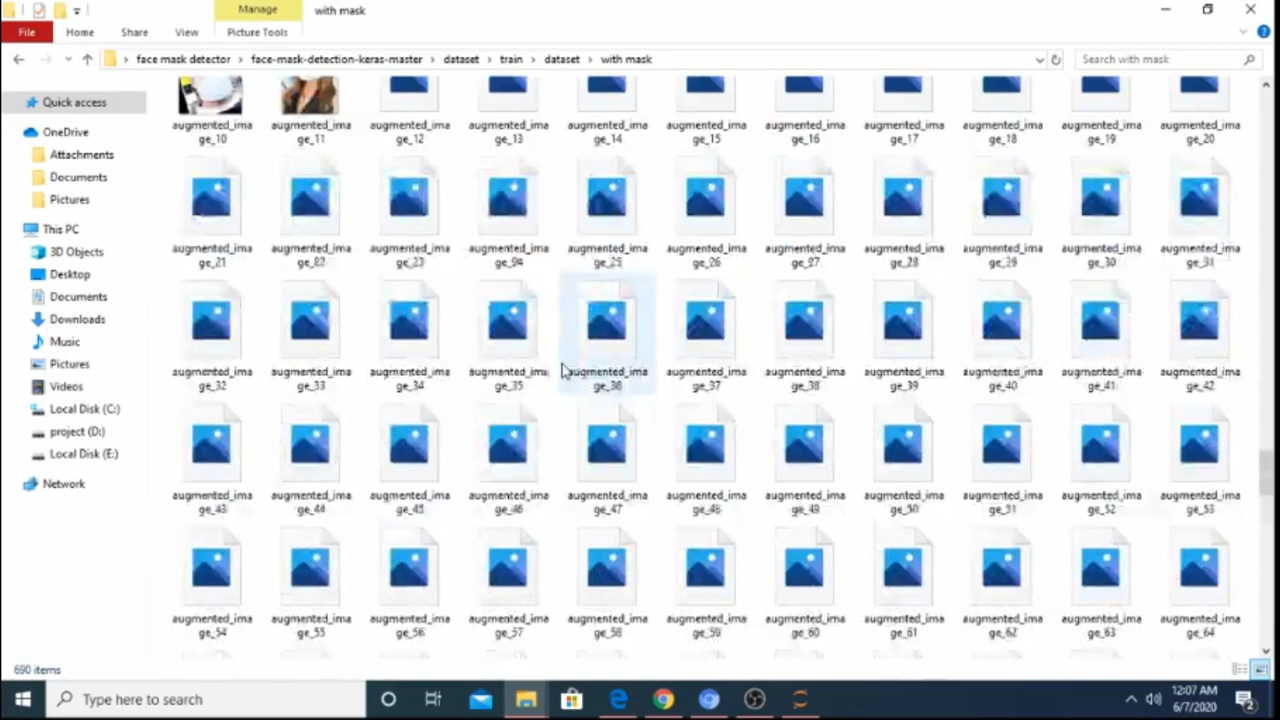 Manage
with mask
File
Home
Share
View
Picture Tools
face mask detector
face-mask-detection-keras-master
dataset
train
dataset
with mask
Search with mask
Quick access
OneDrive
Attachments
Documents
Pictures
This PC
3D Objects
Desktop
Documents
Downloads
Music
Pictures
Videos
Local Disk (C:)
project (D:)
Local Disk (E:)
Network
augmented_ima augmented_ima augmented_ima augmented_ima augmented_ima augmented_ima augmented_ima augmented_ima augmented_ima augmented_ima augmented_ima
ge_10 ge_11 ge_12 ge_13 ge_14 ge_15 ge_16 ge_17 ge_18 ge_19 ge_20
augmented_ima augmented_ima augmented_ima augmented_ima augmented_ima augmented_ima augmented_ima augmented_ima augmented_ima augmented_ima augmented_ima
ge_21 ge_22 ge_23 ge_24 ge_25 ge_26 ge_27 ge_28 ge_29 ge_30 ge_31
augmented_ima augmented_ima augmented_ima augmented_ima augmented_ima augmented_ima augmented_ima augmented_ima augmented_ima augmented_ima augmented_ima
ge_32 ge_33 ge_34 ge_35 ge_36 ge_37 ge_38 ge_39 ge_40 ge_41 ge_42
augmented_ima augmented_ima augmented_ima augmented_ima augmented_ima augmented_ima augmented_ima augmented_ima augmented_ima augmented_ima augmented_ima
ge_43 ge_44 ge_45 ge_46 ge_47 ge_48 ge_49 ge_50 ge_51 ge_52 ge_53
augmented_ima augmented_ima augmented_ima augmented_ima augmented_ima augmented_ima augmented_ima augmented_ima augmented_ima augmented_ima augmented_ima
ge_54 ge_55 ge_56 ge_57 ge_58 ge_59 ge_60 ge_61 ge_62 ge_63 ge_64
690 items
Type here to search
12:07 AM
6/7/2020
2